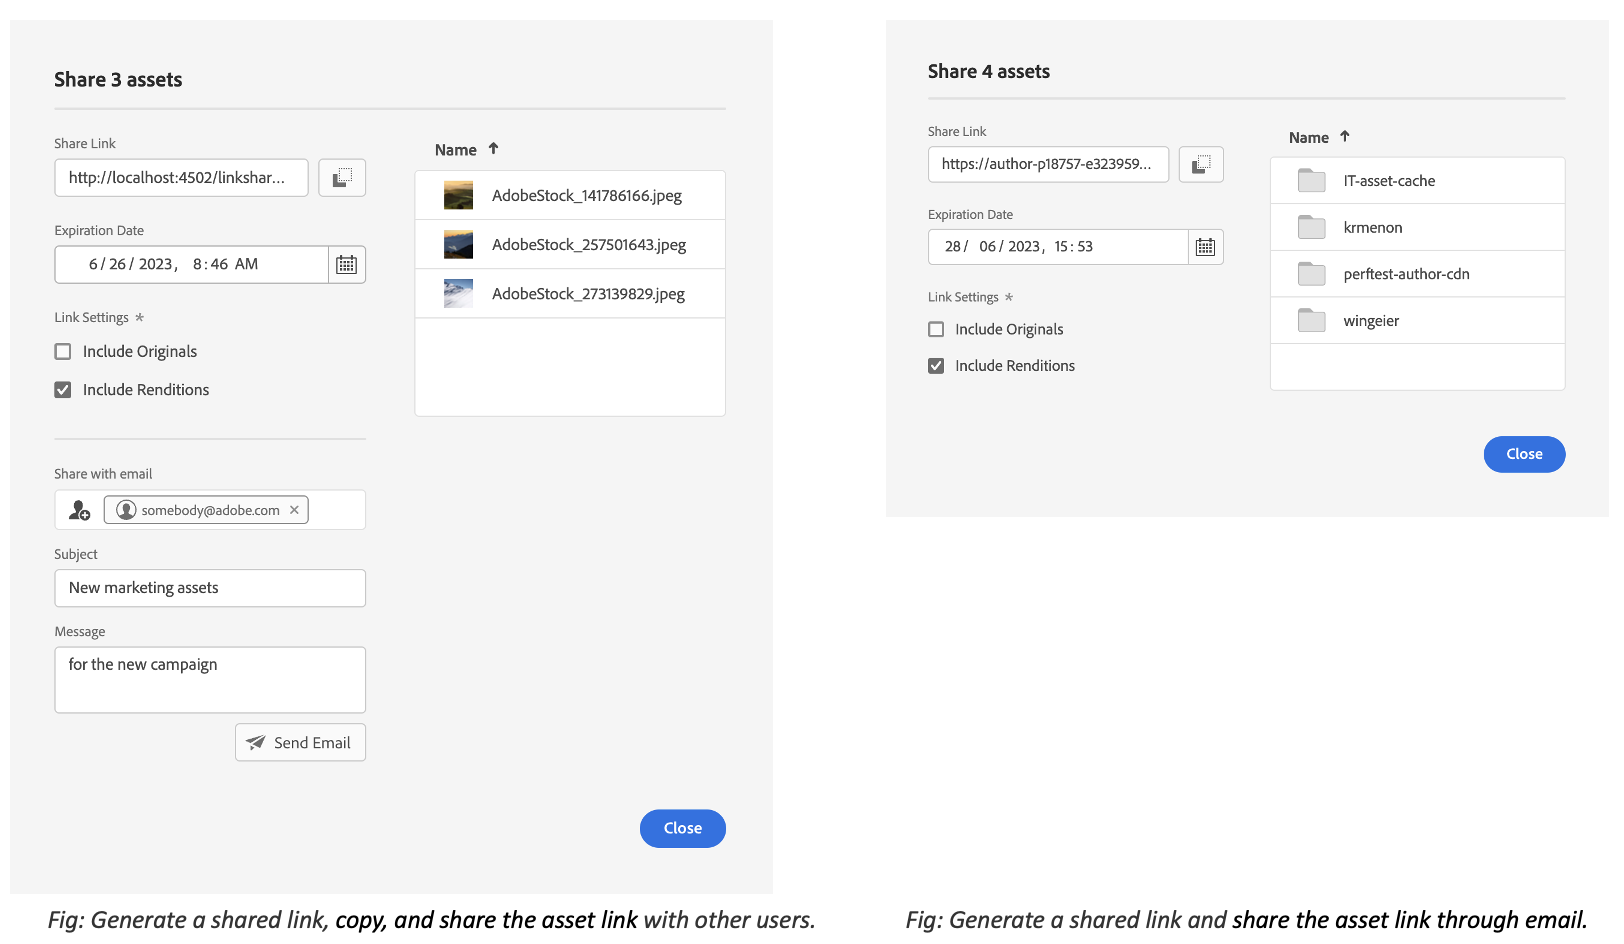 Share 3 assets
Share Link
http://localhost:4502/linkshar...
Expiration Date
6/ 26 / 2023, 8:46 AM
Link Settings *
Include Originals
Include Renditions
Share with email
somebody@adobe.com ×
Subject
New marketing assets
Message
for the new campaign
Send Email
Name ↑
AdobeStock_141786166.jpeg
AdobeStock_257501643.jpeg
AdobeStock_273139829.jpeg
Close
Fig: Generate a shared link, copy, and share the asset link with other users.
Share 4 assets
Share Link
https://author-p18757-e323959...
Expiration Date
28 / 06 / 2023, 15:53
Link Settings *
Include Originals
Include Renditions
Name ↑
IT-asset-cache
krmenon
perftest-author-cdn
wingeier
Close
Fig: Generate a shared link and share the asset link through email.